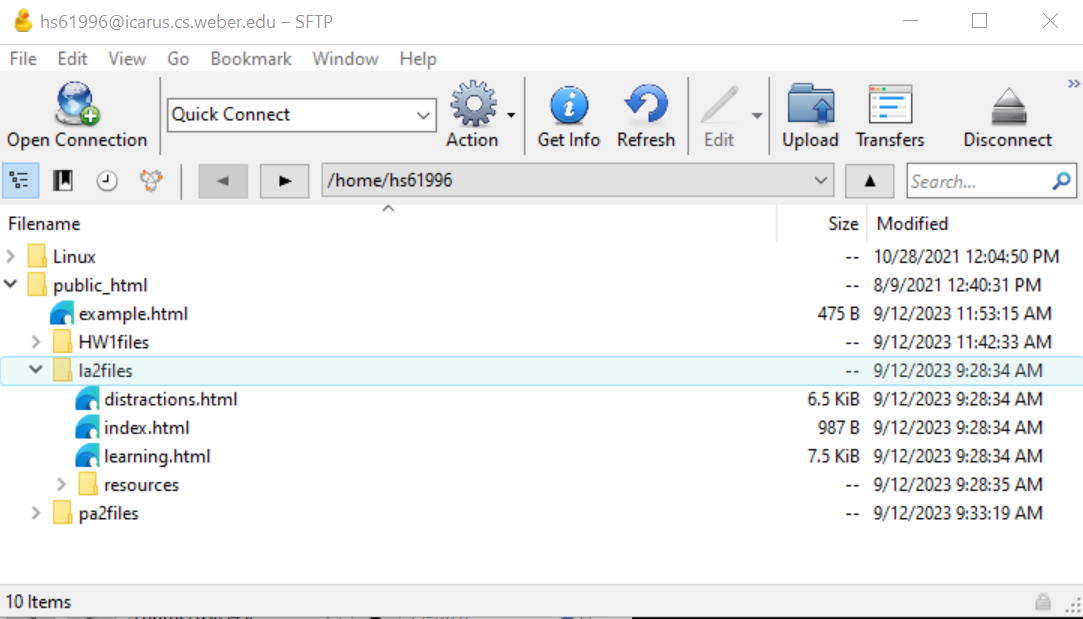 hs61996@icarus.cs.weber.edu – SFTP
File Edit View Go Bookmark Window Help
Open Connection Quick Connect Action Get Info Refresh Edit Upload Transfers Disconnect
/home/hs61996 Search...
Filename Size Modified
Linux -- 10/28/2021 12:04:50 PM
public_html -- 8/9/2021 12:40:31 PM
example.html 475 B 9/12/2023 11:53:15 AM
HW1files -- 9/12/2023 11:42:33 AM
la2files -- 9/12/2023 9:28:34 AM
distractions.html 6.5 KiB 9/12/2023 9:28:34 AM
index.html 987 B 9/12/2023 9:28:34 AM
learning.html 7.5 KiB 9/12/2023 9:28:34 AM
resources -- 9/12/2023 9:28:35 AM
pa2files -- 9/12/2023 9:33:19 AM
10 Items